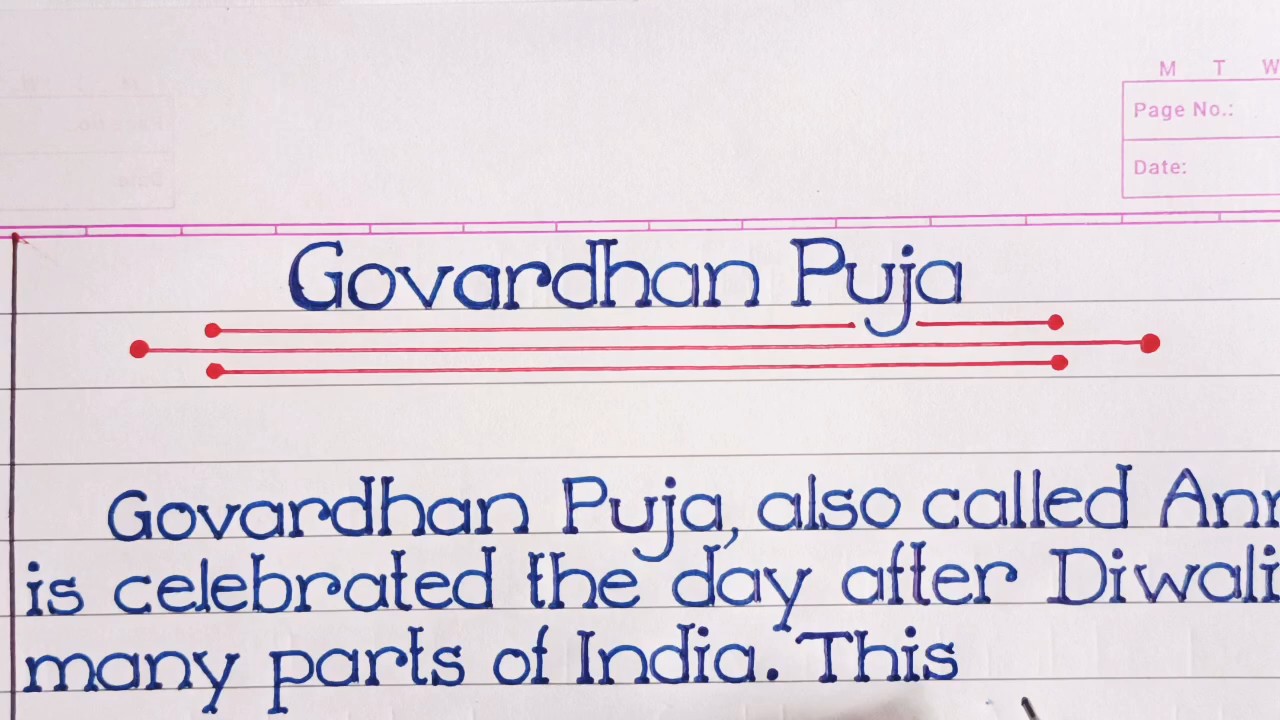 M T W
Page No.:
Date:
Govardhan Puja
Govardhan Puja, also called
is celebrated the day after Diwali
many parts of India. This